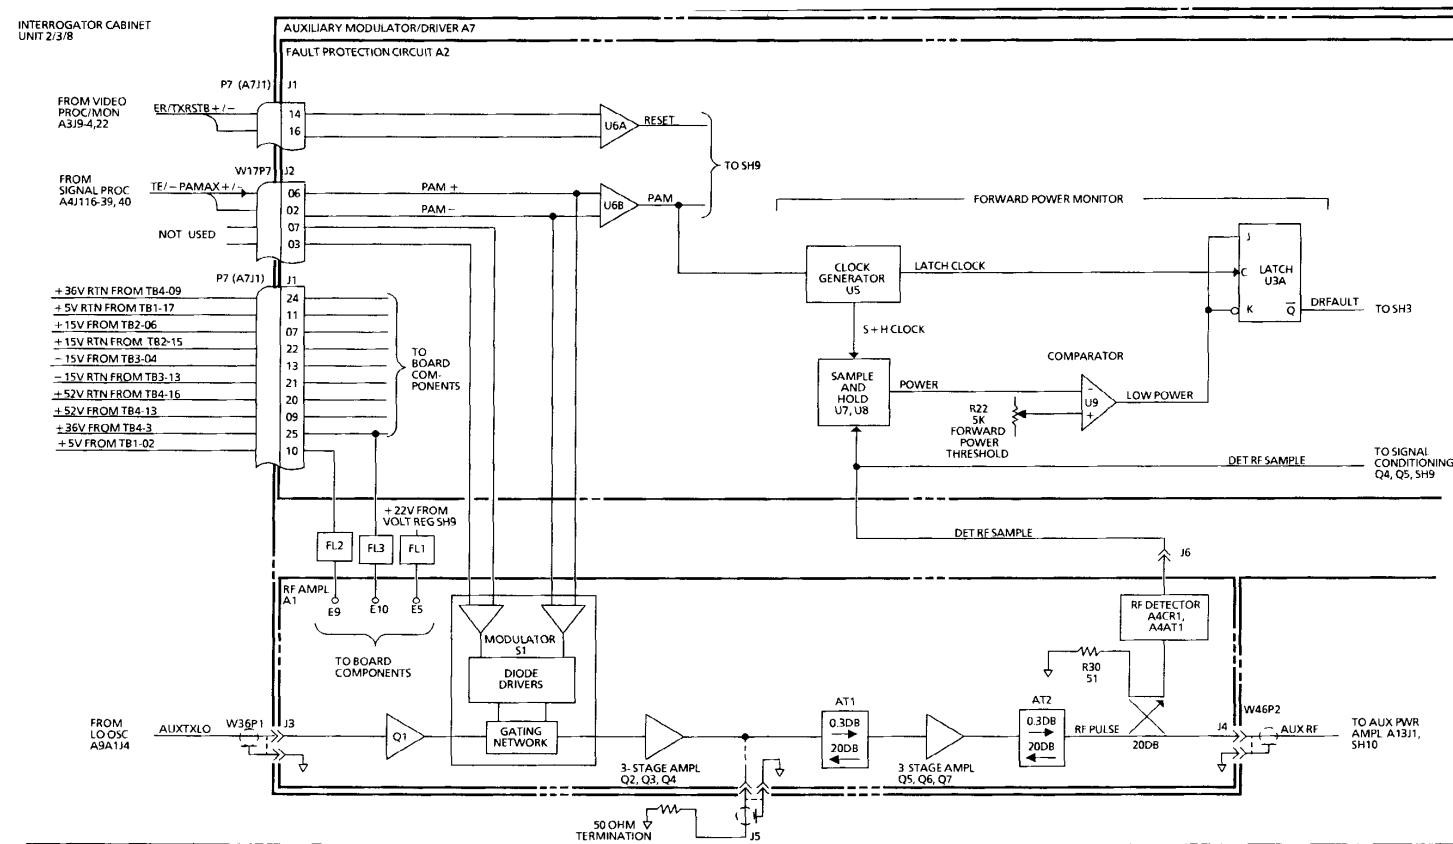 INTERROGATOR CABINET
UNIT 2/3/8
AUXILIARY MODULATOR/DRIVER A7
FAULT PROTECTION CIRCUIT A2
P7 (A7J1)
J1
FROM VIDEO
PROC/MON
A3J9-4,22
ER/TXRSTB+/-
14
16
U6A
RESET
TO SH9
W17P7
J2
FROM
SIGNAL PROC
A4J116-39, 40
TE/-PAMAX+/-
06
02
07
03
NOT USED
PAM +
PAM -
U6B
PAM
FORWARD POWER MONITOR
CLOCK
GENERATOR
U5
LATCH CLOCK
S + H CLOCK
J
C
K
LATCH
U3A
Q
DRFAULT
TO SH3
P7 (A7J1)
J1
+36V RTN FROM TB4-09
24
+5V RTN FROM TB1-17
11
+15V FROM TB2-06
07
+15V RTN FROM TB2-15
22
-15V FROM TB3-04
13
-15V RTN FROM TB3-13
21
+52V RTN FROM TB4-16
20
+52V FROM TB4-13
09
+36V FROM TB4-3
25
+5V FROM TB1-02
10
TO
BOARD
COM-
PONENTS
SAMPLE
AND
HOLD
U7, U8
POWER
COMPARATOR
-
U9
+
LOW POWER
R22
5K
FORWARD
POWER
THRESHOLD
DET RF SAMPLE
TO SIGNAL
CONDITIONING
Q4, Q5, SH9
+22V FROM
VOLT REG SH9
FL2
FL3
FL1
DET RF SAMPLE
J6
RF AMPL
A1
E9
E10
E5
TO BOARD
COMPONENTS
MODULATOR
S1
DIODE
DRIVERS
GATING
NETWORK
RF DETECTOR
A4CR1,
A4AT1
R30
51
FROM
LO OSC
A9A1J4
AUXTXLO
W36P1
J3
Q1
3-STAGE AMPL
Q2, Q3, Q4
AT1
0.3DB
20DB
3 STAGE AMPL
Q5, Q6, Q7
AT2
0.3DB
20DB
RF PULSE
20DB
J4
W46P2
AUX RF
TO AUX PWR
AMPL A13J1,
SH10
50 OHM
TERMINATION
J5